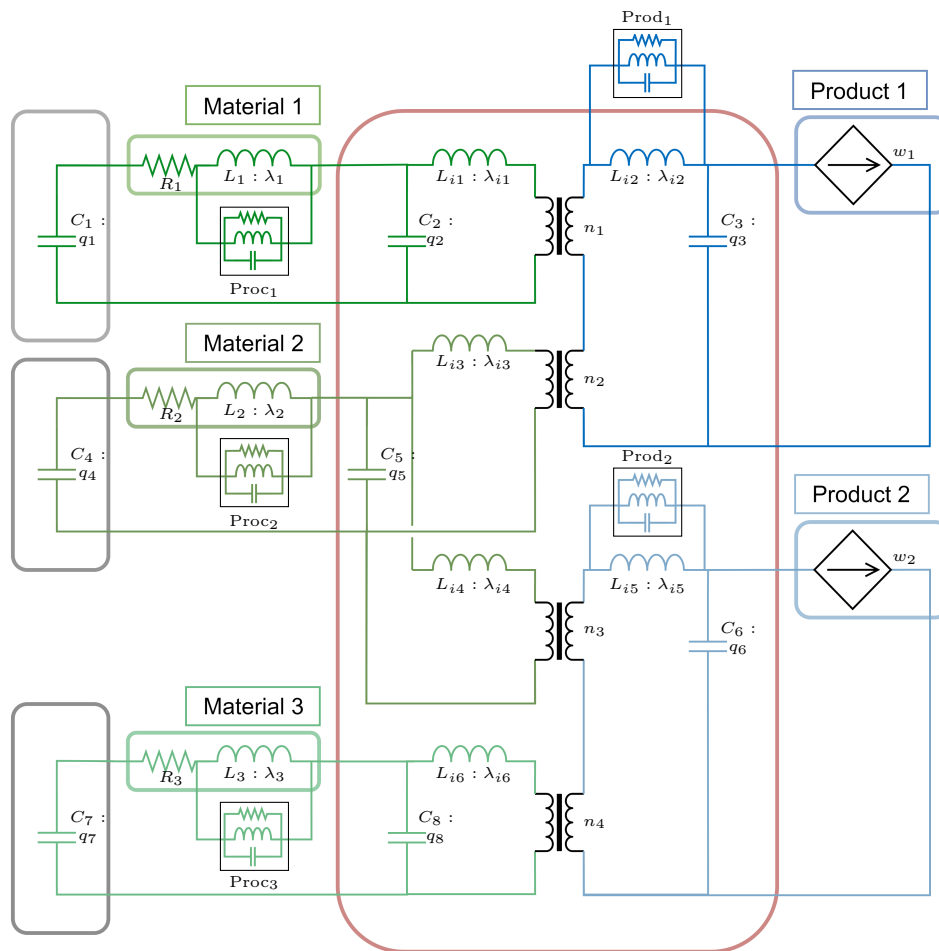 Prod₁
Material 1
Product 1
R₁
L₁ : λ₁
Lᵢ₁ : λᵢ₁
Lᵢ₂ : λᵢ₂
w₁
C₁ :
q₁
C₂ :
q₂
n₁
C₃ :
q₃
Proc₁
Material 2
Lᵢ₃ : λᵢ₃
n₂
R₂
L₂ : λ₂
C₄ :
q₄
C₅ :
q₅
Proc₂
Prod₂
Product 2
Lᵢ₄ : λᵢ₄
Lᵢ₅ : λᵢ₅
w₂
n₃
C₆ :
q₆
Material 3
R₃
L₃ : λ₃
Lᵢ₆ : λᵢ₆
C₇ :
q₇
C₈ :
q₈
n₄
Proc₃